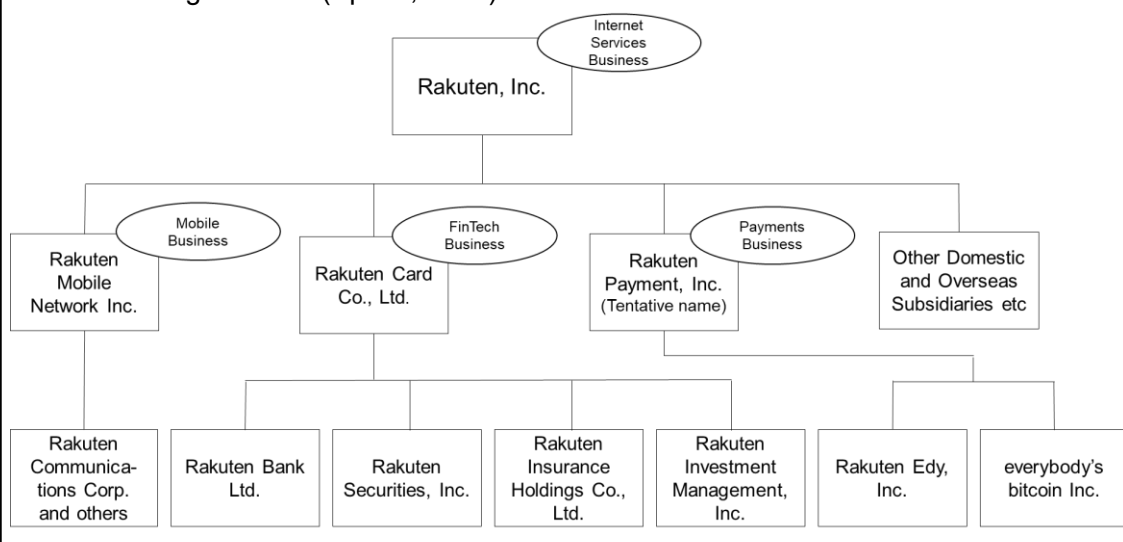 Internet
Services
Business
Rakuten, Inc.
Mobile
Business
FinTech
Business
Payments
Business
Rakuten
Mobile
Network Inc.
Rakuten Card
Co., Ltd.
Rakuten
Payment, Inc.
(Tentative name)
Other Domestic
and Overseas
Subsidiaries etc
Rakuten
Communica-
tions Corp.
and others
Rakuten Bank
Ltd.
Rakuten
Securities, Inc.
Rakuten
Insurance
Holdings Co.,
Ltd.
Rakuten
Investment
Management,
Inc.
Rakuten Edy,
Inc.
everybody’s
bitcoin Inc.